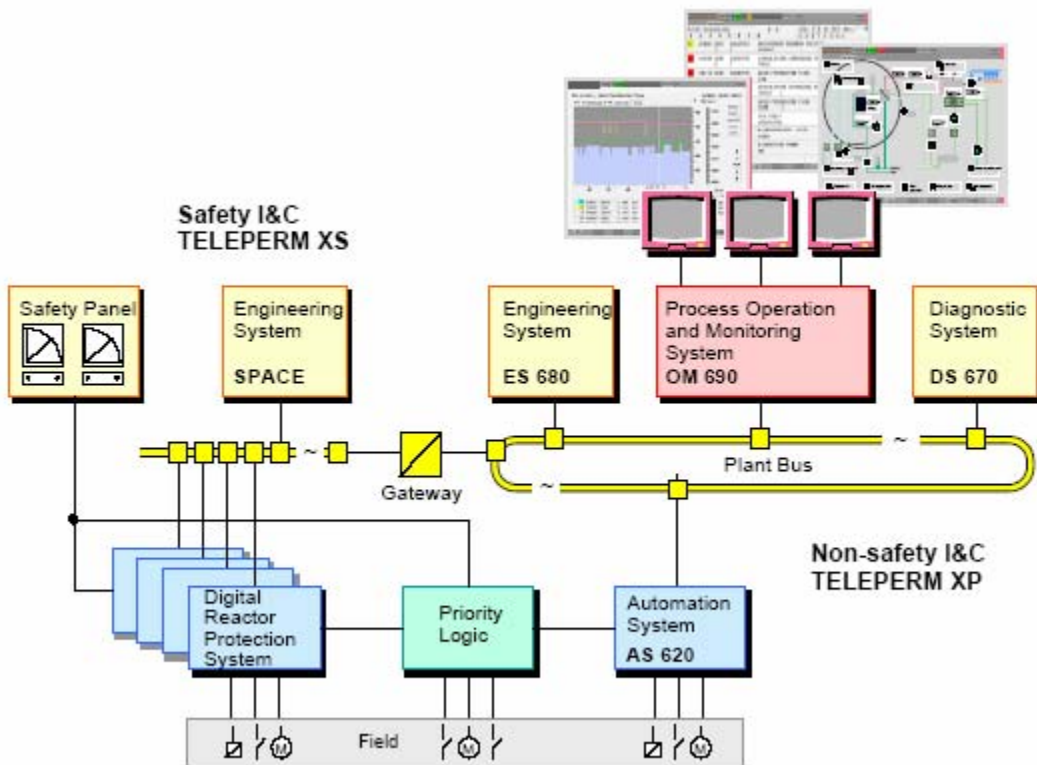 Safety I&C
TELEPERM XS
Safety Panel
Engineering
System
SPACE
Engineering
System
ES 680
Process Operation
and Monitoring
System
OM 690
Diagnostic
System
DS 670
~
Gateway
~
~
Plant Bus
Non-safety I&C
TELEPERM XP
Digital
Reactor
Protection
System
Priority
Logic
Automation
System
AS 620
Field
M
M
M